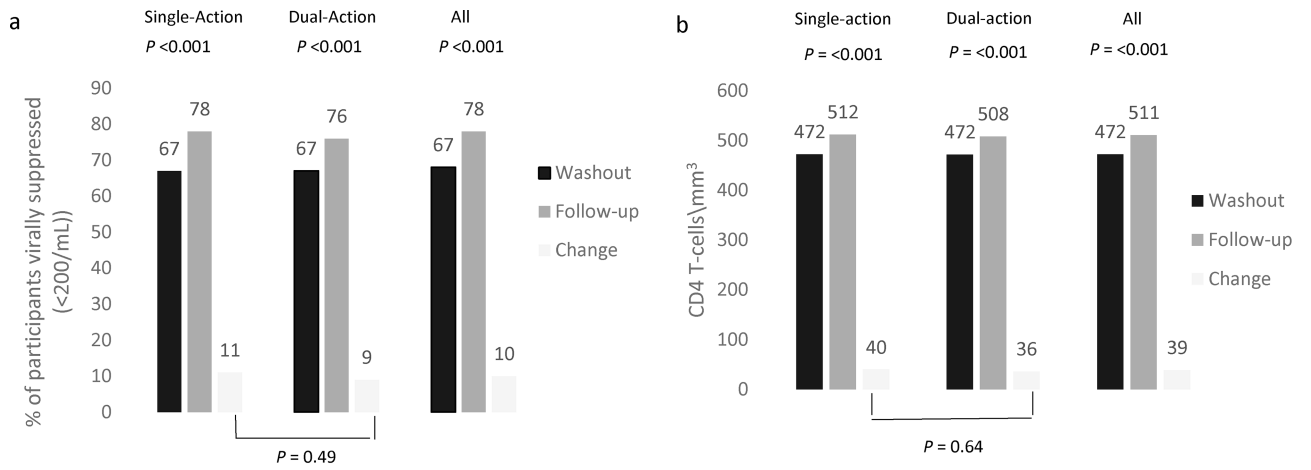 a
Single-Action
Dual-Action
All
P <0.001
P <0.001
P <0.001
% of participants virally suppressed
(<200/mL))
90
80
70
60
50
40
30
20
10
0
67
78
11
67
76
9
67
78
10
Washout
Follow-up
Change
P = 0.49
b
Single-action
Dual-action
All
P = <0.001
P = <0.001
P = <0.001
CD4 T-cells\mm³
600
500
400
300
200
100
0
472
512
40
472
508
36
472
511
39
Washout
Follow-up
Change
P = 0.64